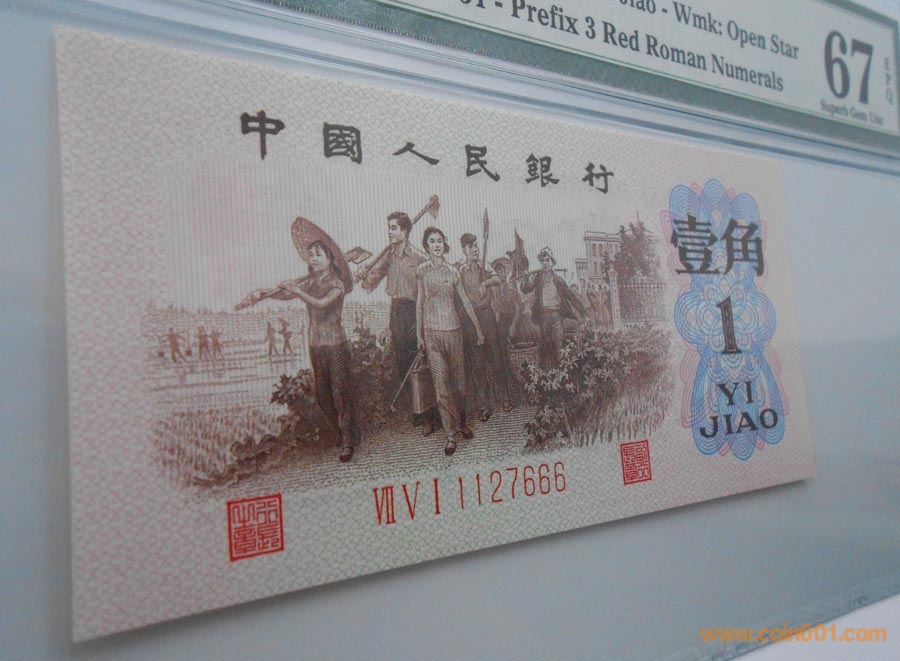 Jiao - Wmk: Open Star
- Prefix 3 Red Roman Numerals
67
EPQ
Superb Gem Unc
中國人民銀行
壹角
1
YI
JIAO
VII V I 1127666
www.coin001.com